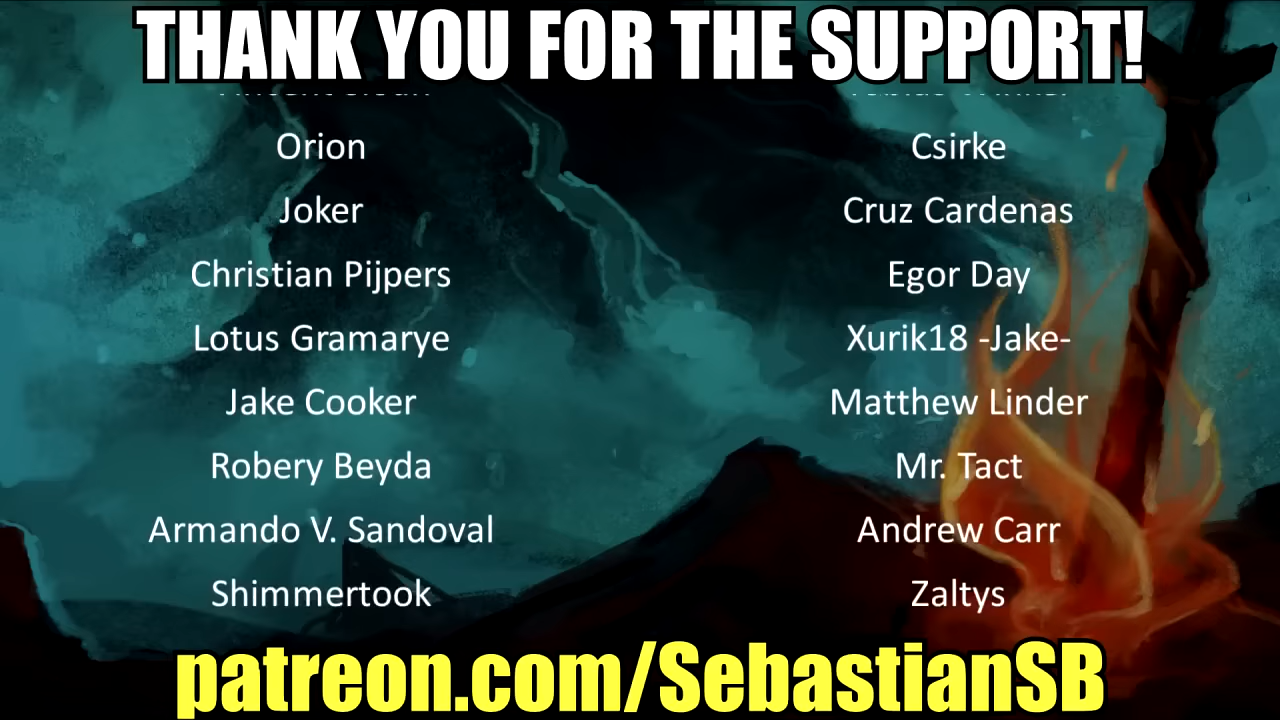 THANK YOU FOR THE SUPPORT!
Orion
Csirke
Joker
Cruz Cardenas
Christian Pijpers
Egor Day
Lotus Gramarye
Xurik18 -Jake-
Jake Cooker
Matthew Linder
Robery Beyda
Mr. Tact
Armando V. Sandoval
Andrew Carr
Shimmertook
Zaltys
patreon.com/SebastianSB